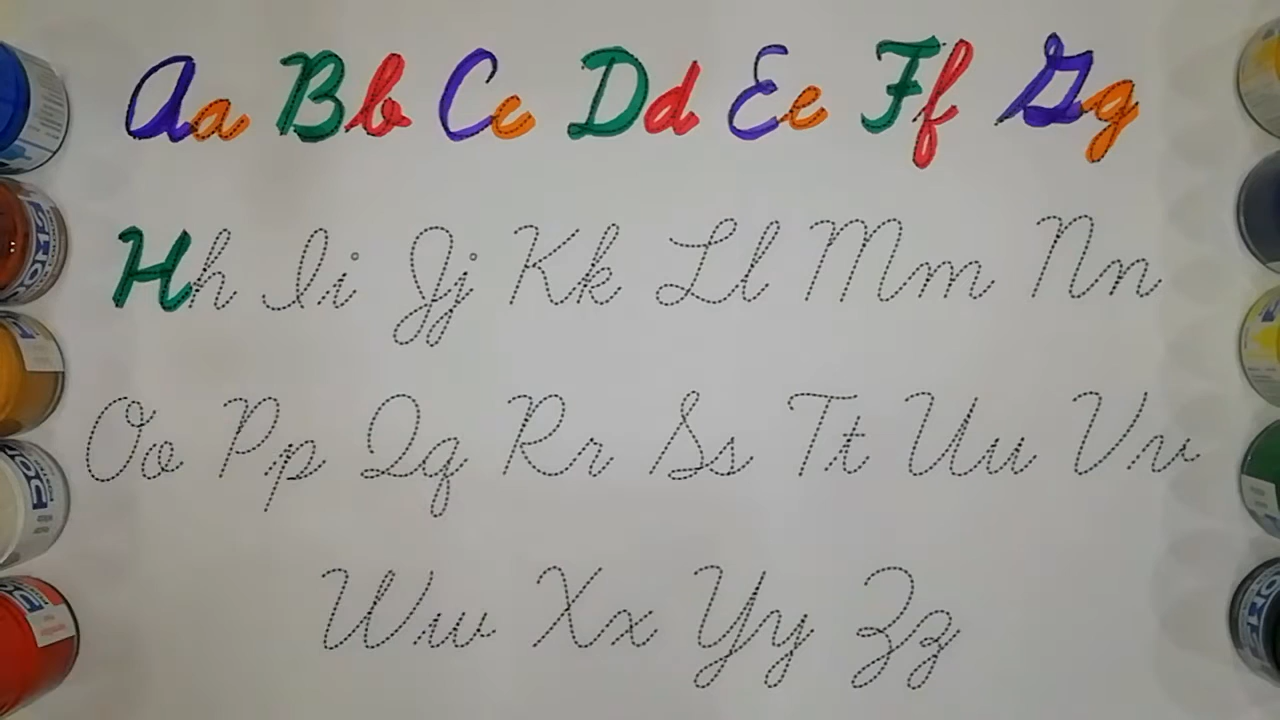 Aa Bb Cc Dd Ee Ff Gg
Hh Ii Jj Kk Ll Mm Nn
Oo Pp Qq Rr Ss Tt Uu Vv
Ww Xx Yy Zz